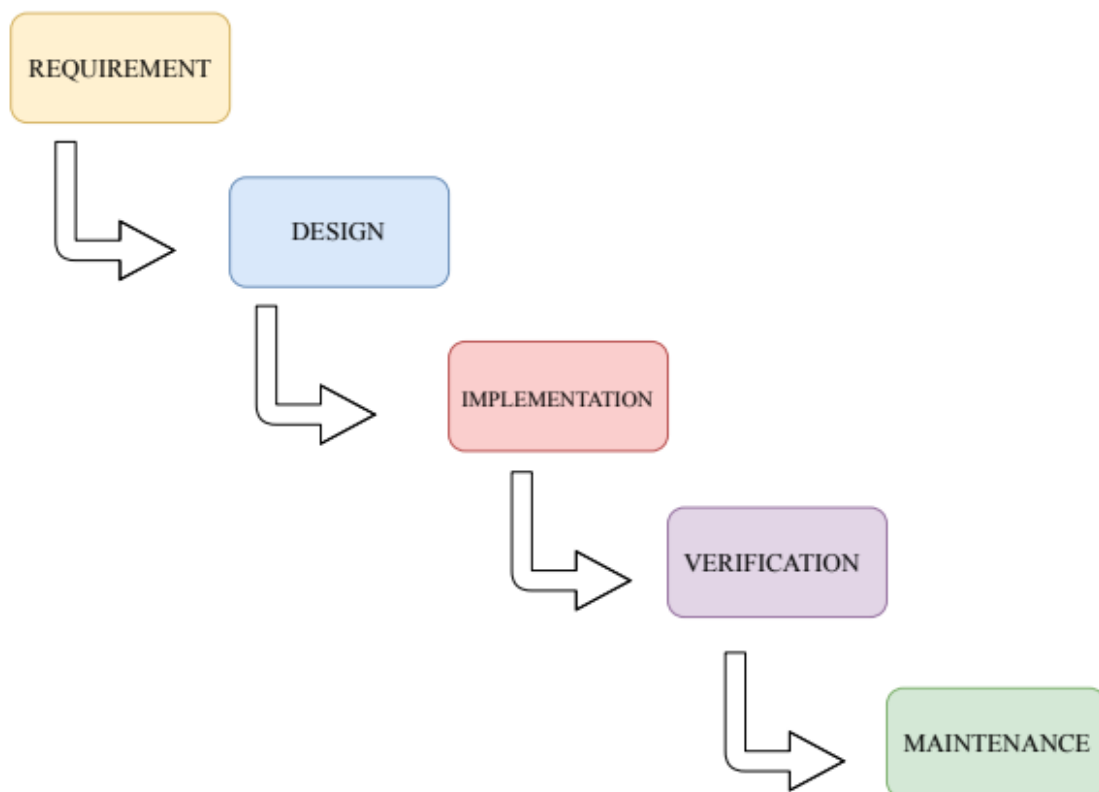 REQUIREMENT
DESIGN
IMPLEMENTATION
VERIFICATION
MAINTENANCE